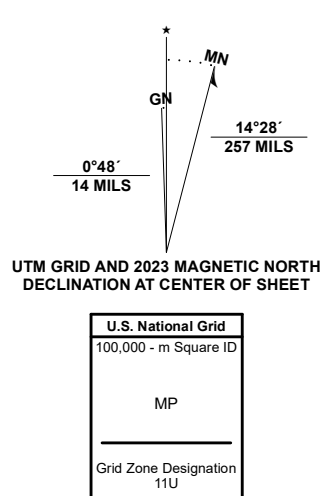 ★
MN
GN
14°28´
257 MILS
0°48´
14 MILS
UTM GRID AND 2023 MAGNETIC NORTH
DECLINATION AT CENTER OF SHEET
U.S. National Grid
100,000 - m Square ID
MP
Grid Zone Designation
11U